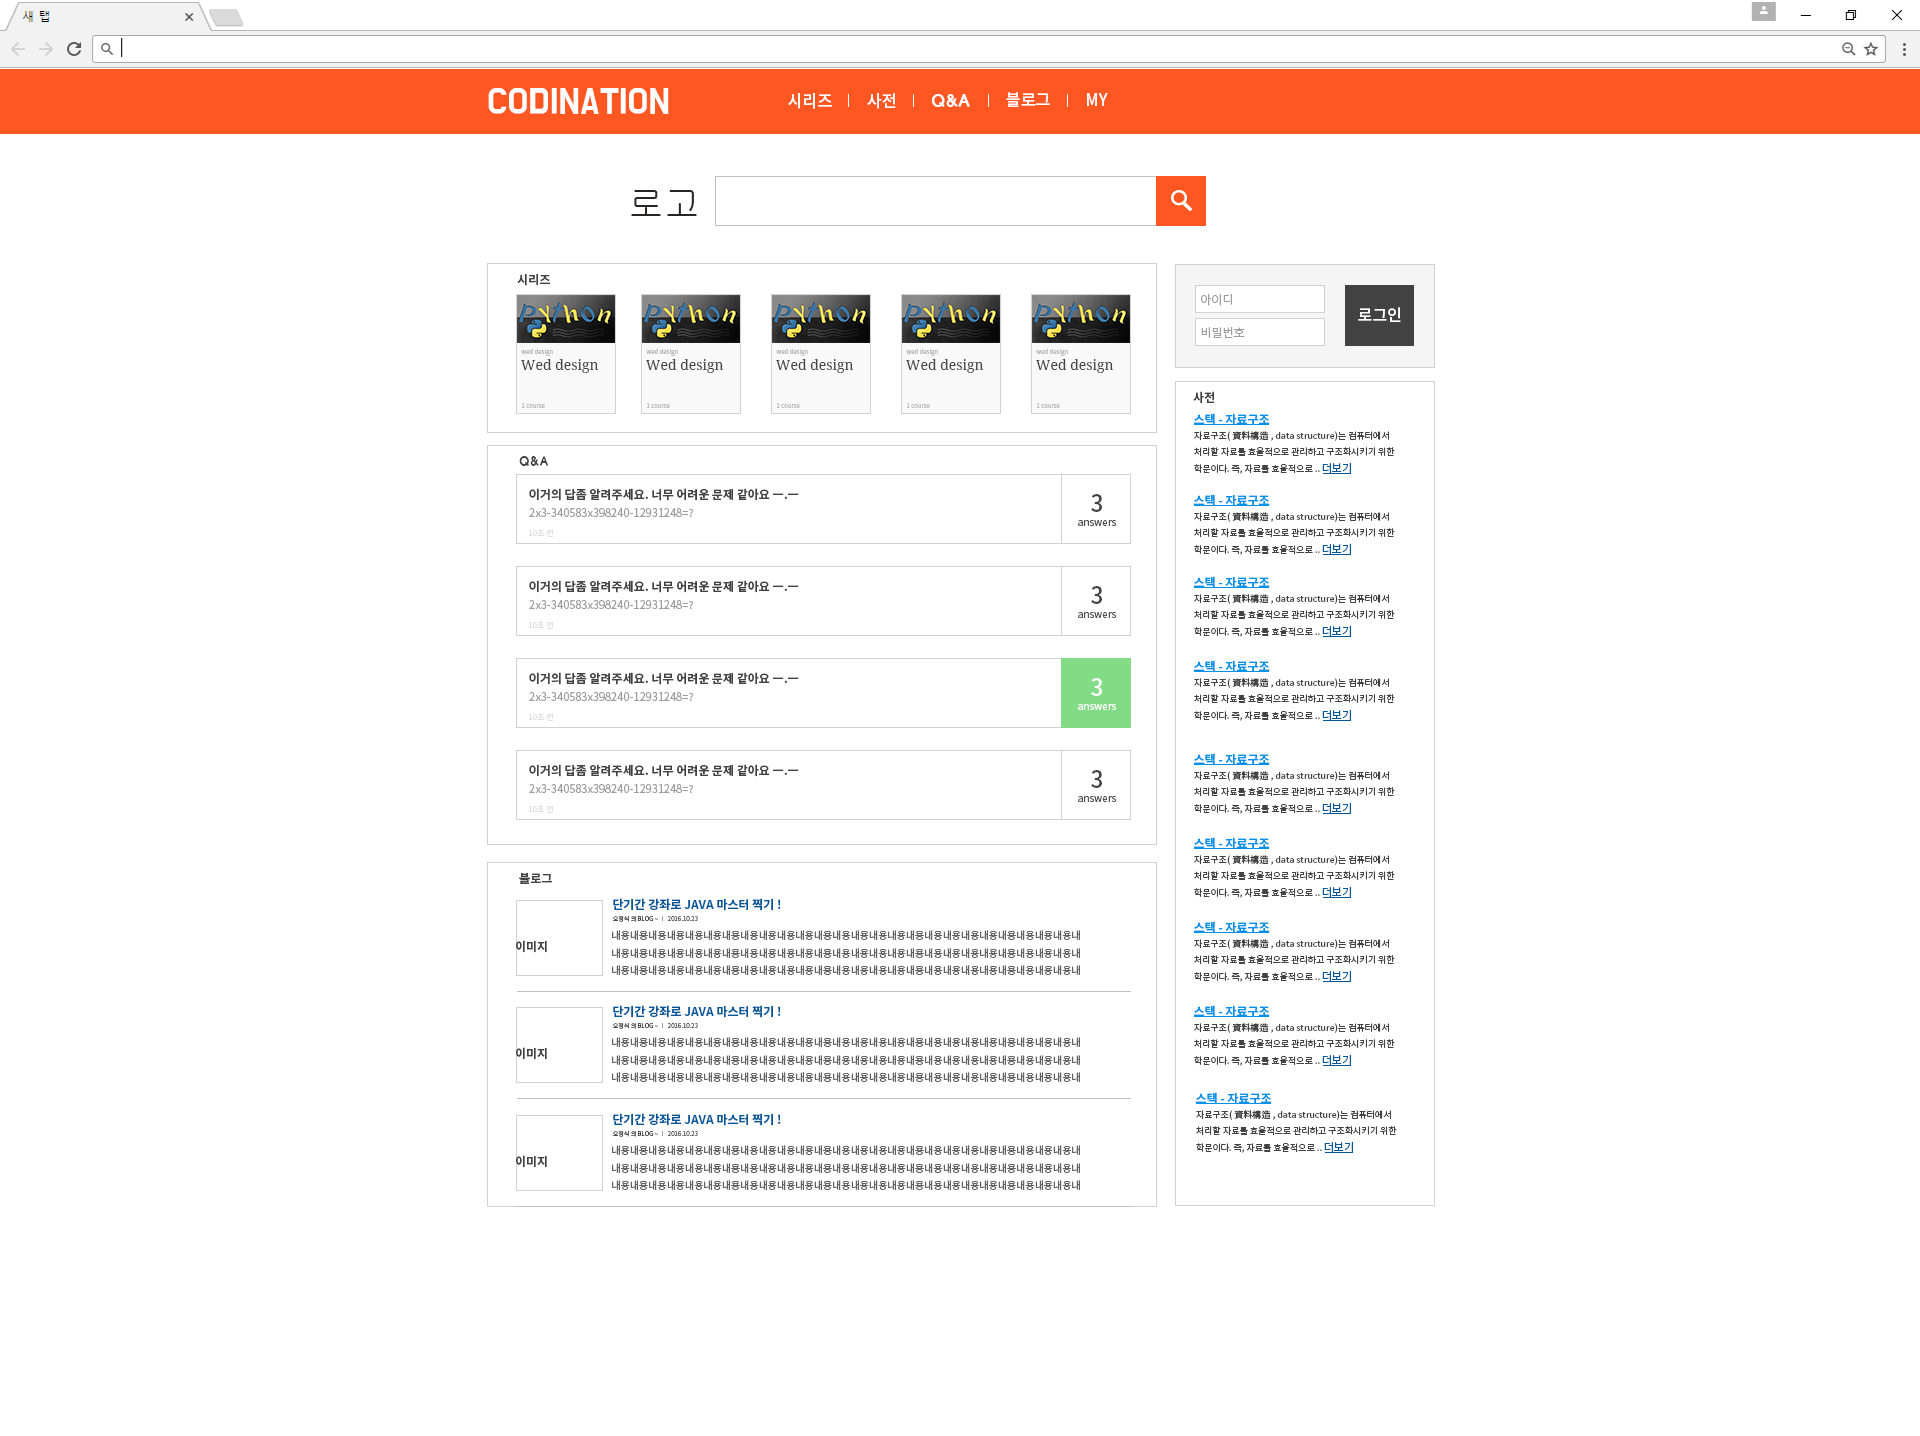 새 탭
CODINATION
시리즈 | 사전 | Q&A | 블로그 | MY
로고
시리즈
Python Python Python Python Python
wed design wed design wed design wed design wed design
Wed design Wed design Wed design Wed design Wed design
1 course 1 course 1 course 1 course 1 course
Q&A
이거의 답좀 알려주세요. 너무 어려운 문제 같아요 ㅡ.ㅡ
2x3-340583x398240-12931248=?
10초 전
3
answers
이거의 답좀 알려주세요. 너무 어려운 문제 같아요 ㅡ.ㅡ
2x3-340583x398240-12931248=?
10초 전
3
answers
이거의 답좀 알려주세요. 너무 어려운 문제 같아요 ㅡ.ㅡ
2x3-340583x398240-12931248=?
10초 전
3
answers
이거의 답좀 알려주세요. 너무 어려운 문제 같아요 ㅡ.ㅡ
2x3-340583x398240-12931248=?
10초 전
3
answers
블로그
이미지
단기간 강좌로 JAVA 마스터 찍기 !
오정식 의 BLOG ~ | 2016.10.23
내용내용내용내용내용내용내용내용내용내용내용내용내용내용내용내용내용내용내용내용내용내용내용내용내용내
내용내용내용내용내용내용내용내용내용내용내용내용내용내용내용내용내용내용내용내용내용내용내용내용내용내
내용내용내용내용내용내용내용내용내용내용내용내용내용내용내용내용내용내용내용내용내용내용내용내용내용내
이미지
단기간 강좌로 JAVA 마스터 찍기 !
오정식 의 BLOG ~ | 2016.10.23
내용내용내용내용내용내용내용내용내용내용내용내용내용내용내용내용내용내용내용내용내용내용내용내용내용내
내용내용내용내용내용내용내용내용내용내용내용내용내용내용내용내용내용내용내용내용내용내용내용내용내용내
내용내용내용내용내용내용내용내용내용내용내용내용내용내용내용내용내용내용내용내용내용내용내용내용내용내
이미지
단기간 강좌로 JAVA 마스터 찍기 !
오정식 의 BLOG ~ | 2016.10.23
내용내용내용내용내용내용내용내용내용내용내용내용내용내용내용내용내용내용내용내용내용내용내용내용내용내
내용내용내용내용내용내용내용내용내용내용내용내용내용내용내용내용내용내용내용내용내용내용내용내용내용내
내용내용내용내용내용내용내용내용내용내용내용내용내용내용내용내용내용내용내용내용내용내용내용내용내용내
아이디
비밀번호
로그인
사전
스택 - 자료구조
자료구조( 資料構造 , data structure)는 컴퓨터에서
처리할 자료를 효율적으로 관리하고 구조화시키기 위한
학문이다. 즉, 자료를 효율적으로 .. 더보기
스택 - 자료구조
자료구조( 資料構造 , data structure)는 컴퓨터에서
처리할 자료를 효율적으로 관리하고 구조화시키기 위한
학문이다. 즉, 자료를 효율적으로 .. 더보기
스택 - 자료구조
자료구조( 資料構造 , data structure)는 컴퓨터에서
처리할 자료를 효율적으로 관리하고 구조화시키기 위한
학문이다. 즉, 자료를 효율적으로 .. 더보기
스택 - 자료구조
자료구조( 資料構造 , data structure)는 컴퓨터에서
처리할 자료를 효율적으로 관리하고 구조화시키기 위한
학문이다. 즉, 자료를 효율적으로 .. 더보기
스택 - 자료구조
자료구조( 資料構造 , data structure)는 컴퓨터에서
처리할 자료를 효율적으로 관리하고 구조화시키기 위한
학문이다. 즉, 자료를 효율적으로 .. 더보기
스택 - 자료구조
자료구조( 資料構造 , data structure)는 컴퓨터에서
처리할 자료를 효율적으로 관리하고 구조화시키기 위한
학문이다. 즉, 자료를 효율적으로 .. 더보기
스택 - 자료구조
자료구조( 資料構造 , data structure)는 컴퓨터에서
처리할 자료를 효율적으로 관리하고 구조화시키기 위한
학문이다. 즉, 자료를 효율적으로 .. 더보기
스택 - 자료구조
자료구조( 資料構造 , data structure)는 컴퓨터에서
처리할 자료를 효율적으로 관리하고 구조화시키기 위한
학문이다. 즉, 자료를 효율적으로 .. 더보기
스택 - 자료구조
자료구조( 資料構造 , data structure)는 컴퓨터에서
처리할 자료를 효율적으로 관리하고 구조화시키기 위한
학문이다. 즉, 자료를 효율적으로 .. 더보기